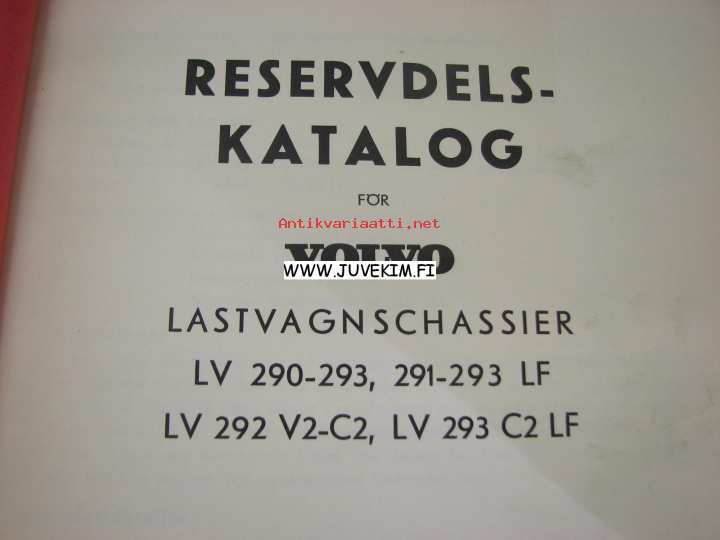 RESERVDELS-
KATALOG
FÖR
Antikvariaatti.net
VOLVO
WWW.JUVEKIM.FI
LASTVAGNSCHASSIER
LV 290-293, 291-293 LF
LV 292 V2-C2, LV 293 C2 LF